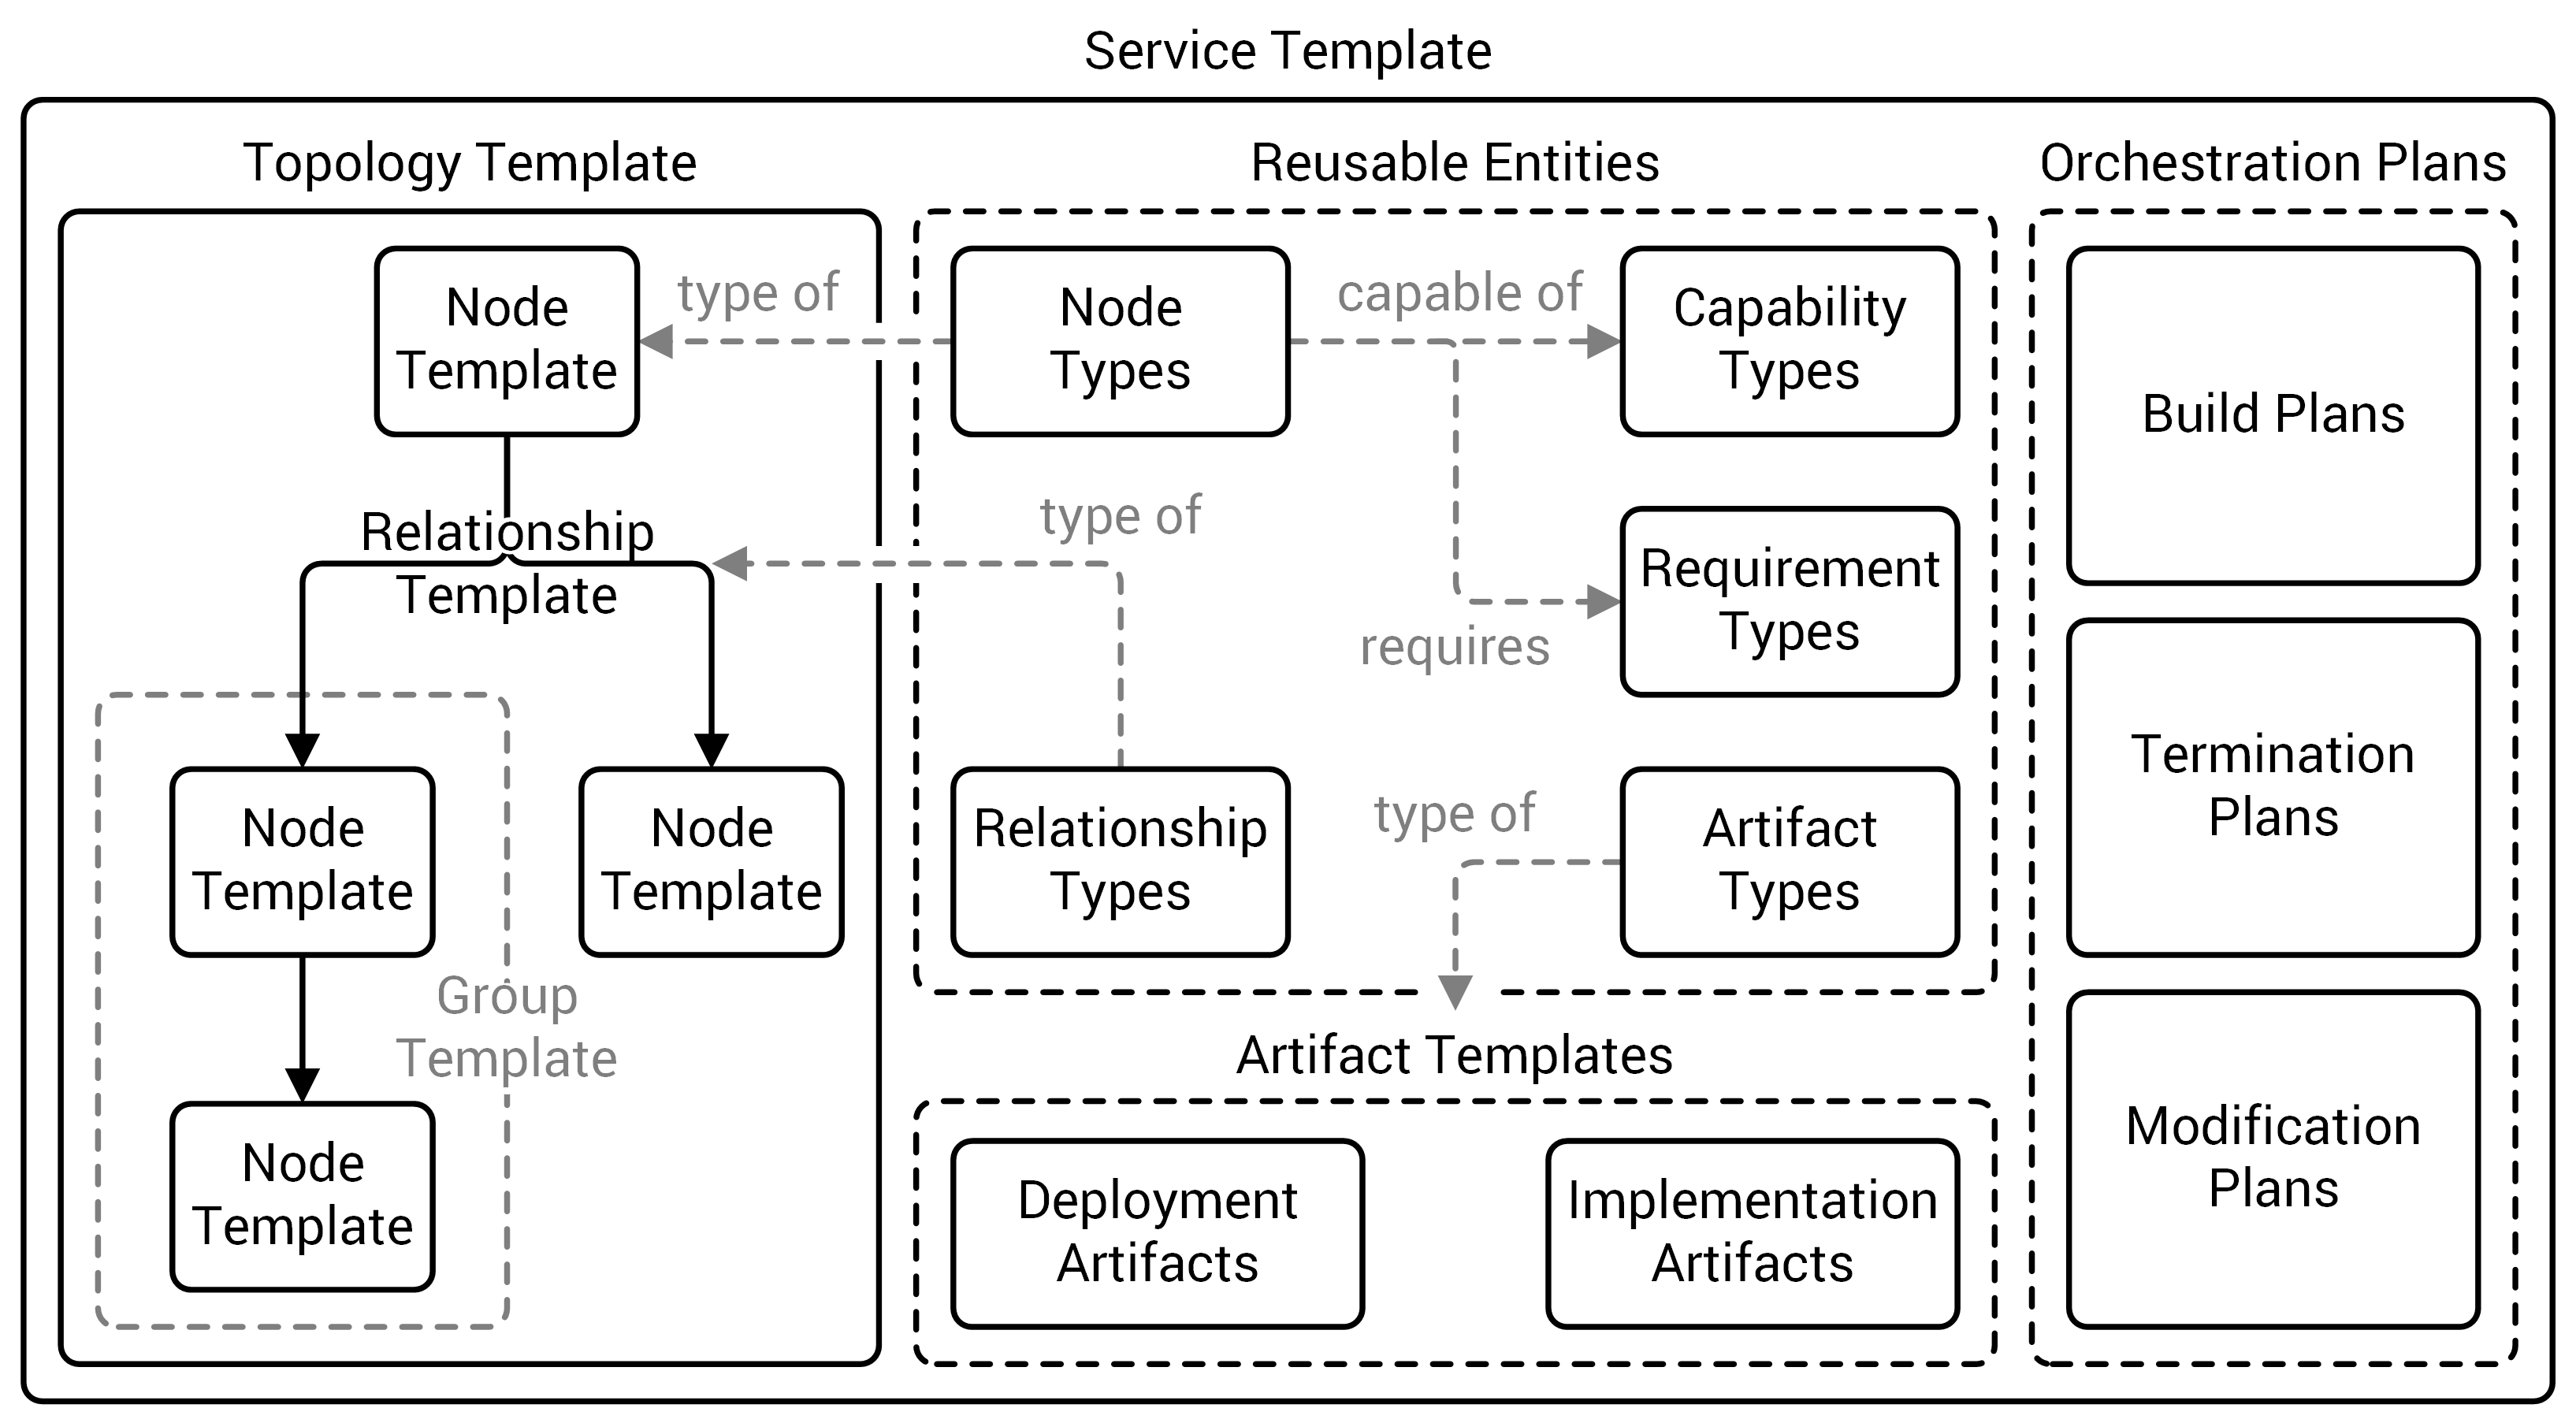 Service Template
Topology Template
Node
Template
type of
Relationship
Template
Node
Template
Node
Template
Group
Template
Node
Template
Reusable Entities
Node
Types
capable of
Capability
Types
type of
requires
Requirement
Types
Relationship
Types
type of
Artifact
Types
Artifact Templates
Deployment
Artifacts
Implementation
Artifacts
Orchestration Plans
Build Plans
Termination
Plans
Modification
Plans